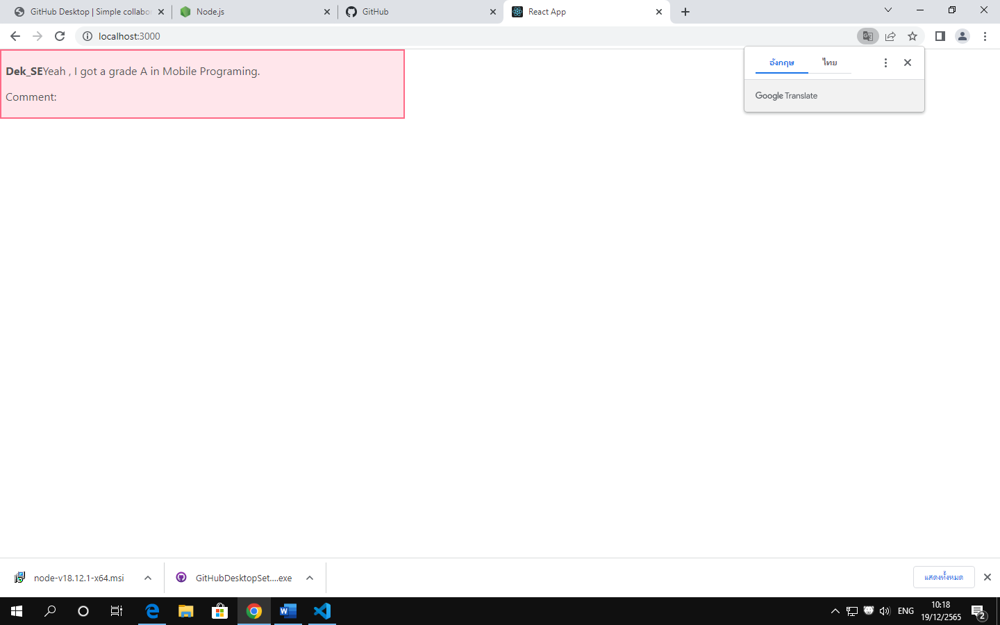 GitHub Desktop | Simple collabo
Node.js
GitHub
React App
localhost:3000
อังกฤษ
ไทย
Google Translate
Dek_SEYeah , I got a grade A in Mobile Programing.
Comment:
node-v18.12.1-x64.msi
GitHubDesktopSet....exe
แสดงทั้งหมด
ENG
10:18
19/12/2565
2